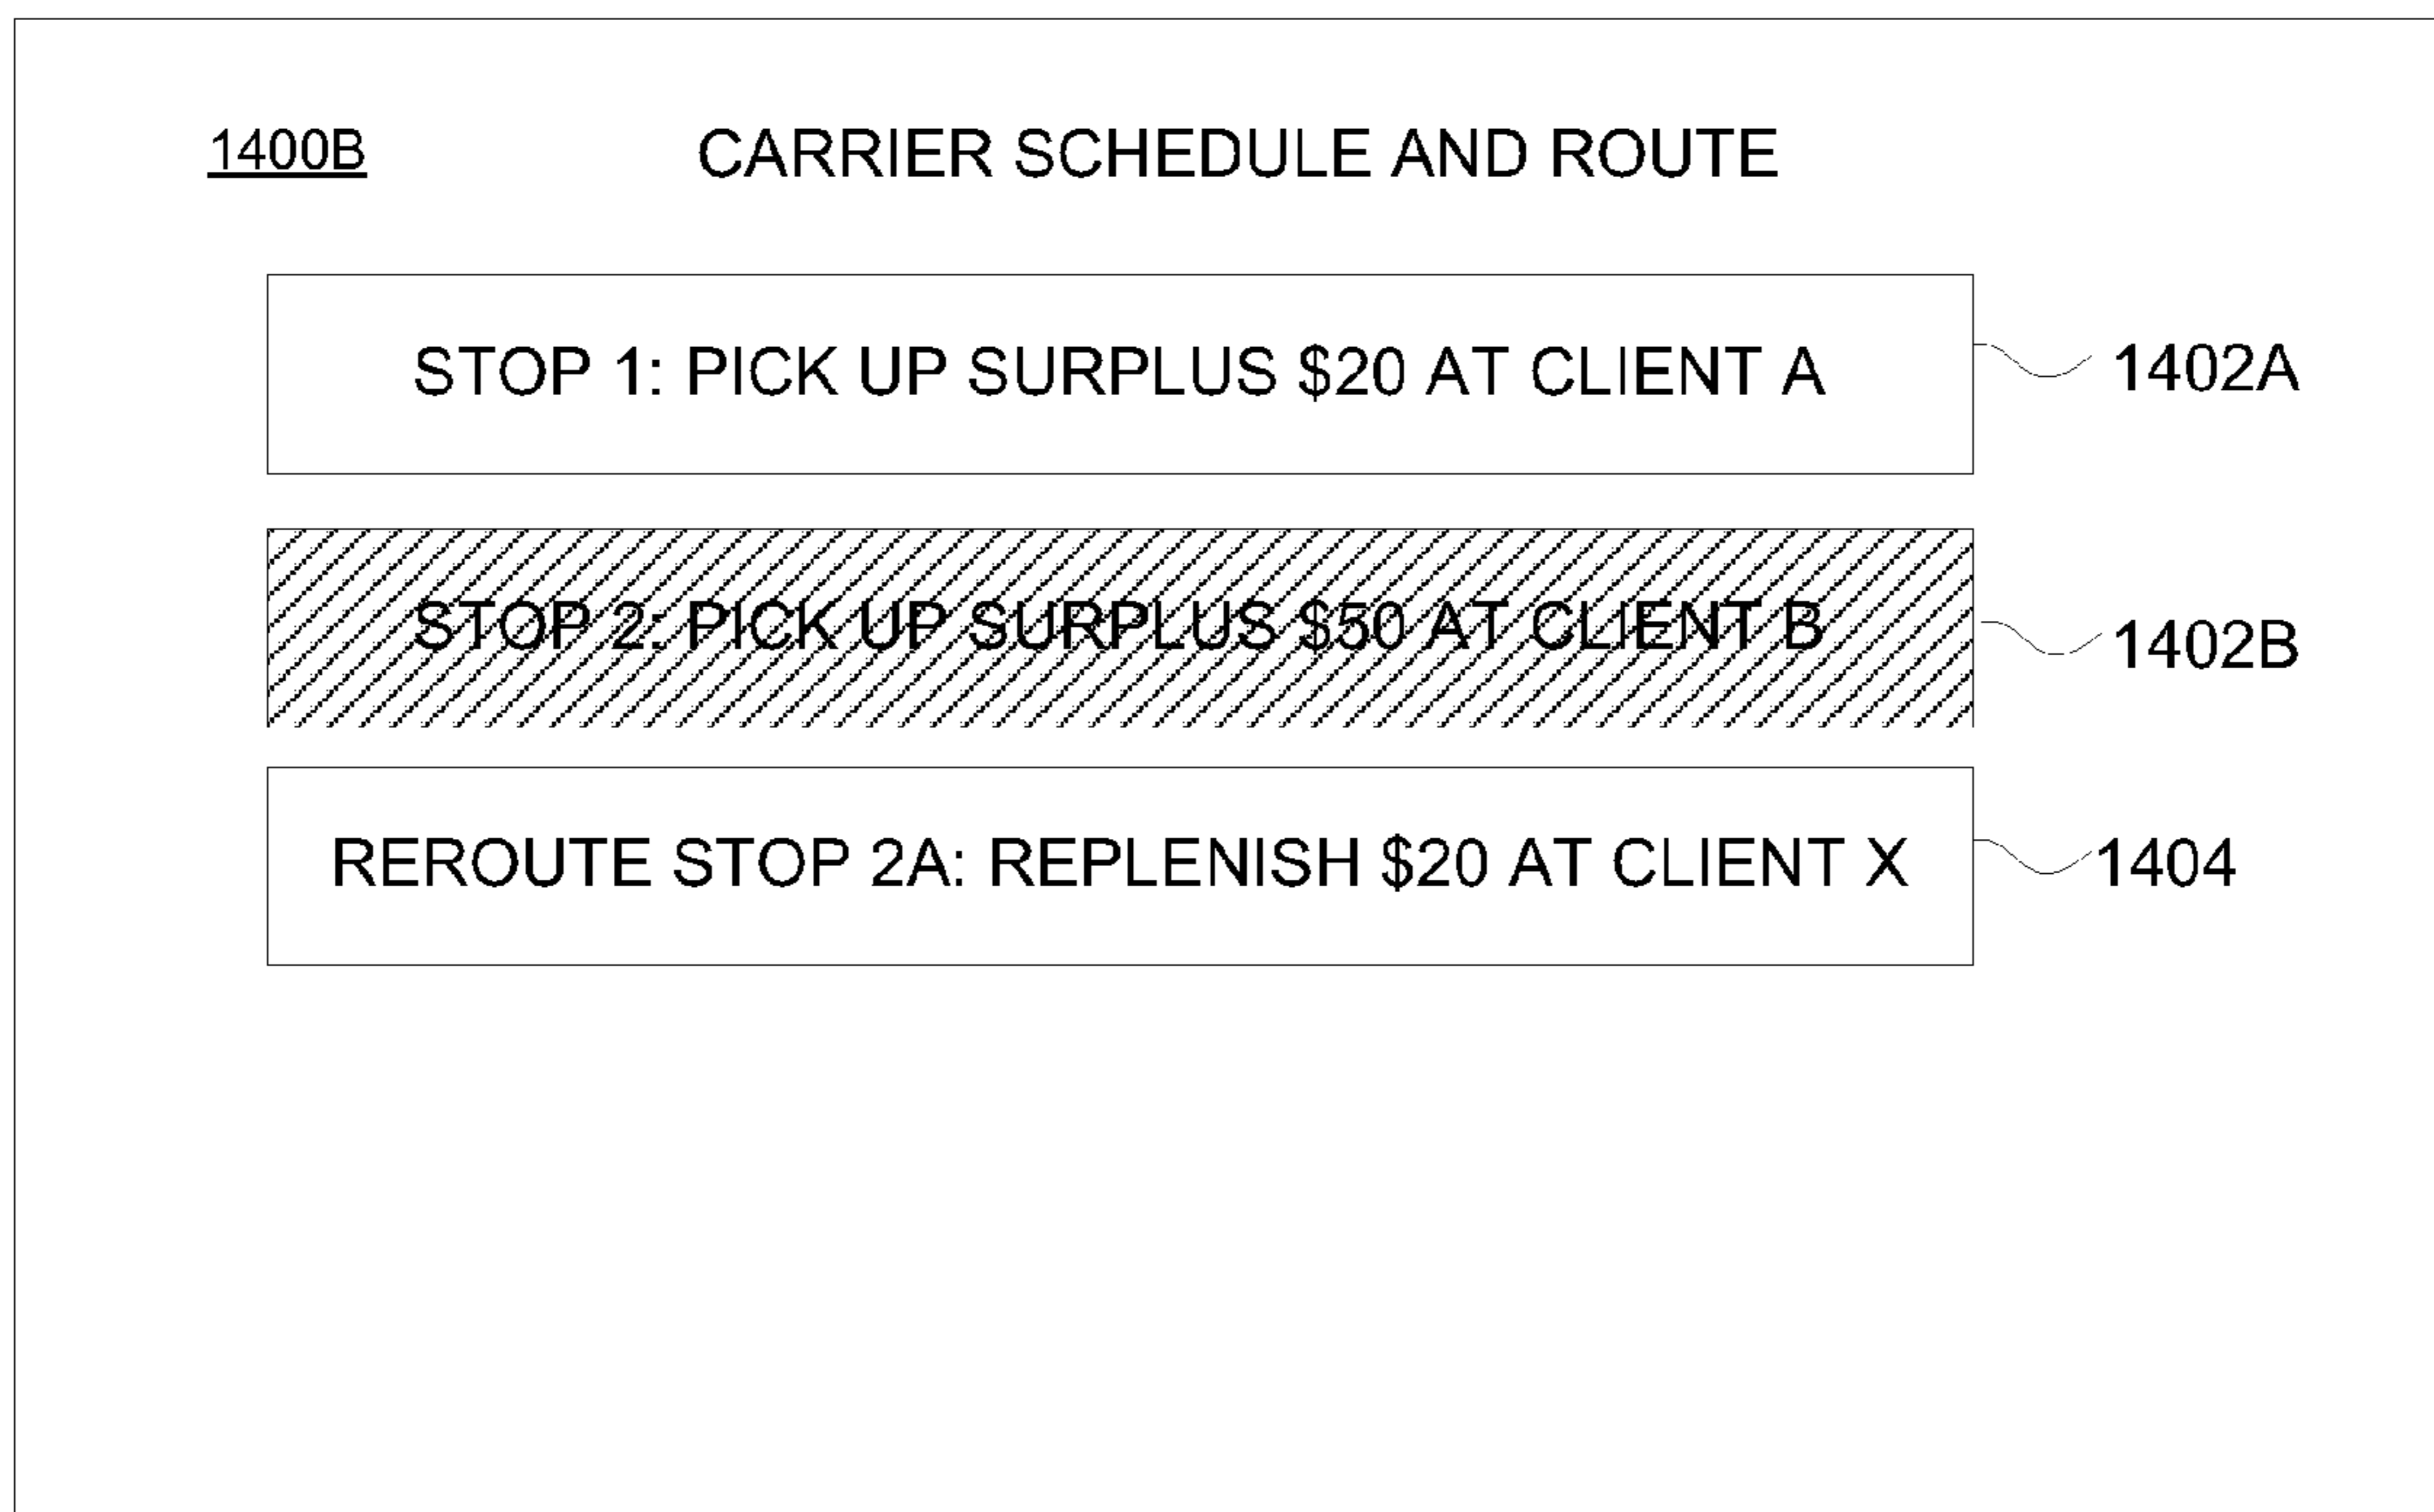 1400B
CARRIER SCHEDULE AND ROUTE
STOP 1: PICK UP SURPLUS $20 AT CLIENT A
1402A
STOP 2: PICK UP SURPLUS $50 AT CLIENT B
1402B
REROUTE STOP 2A: REPLENISH $20 AT CLIENT X
1404